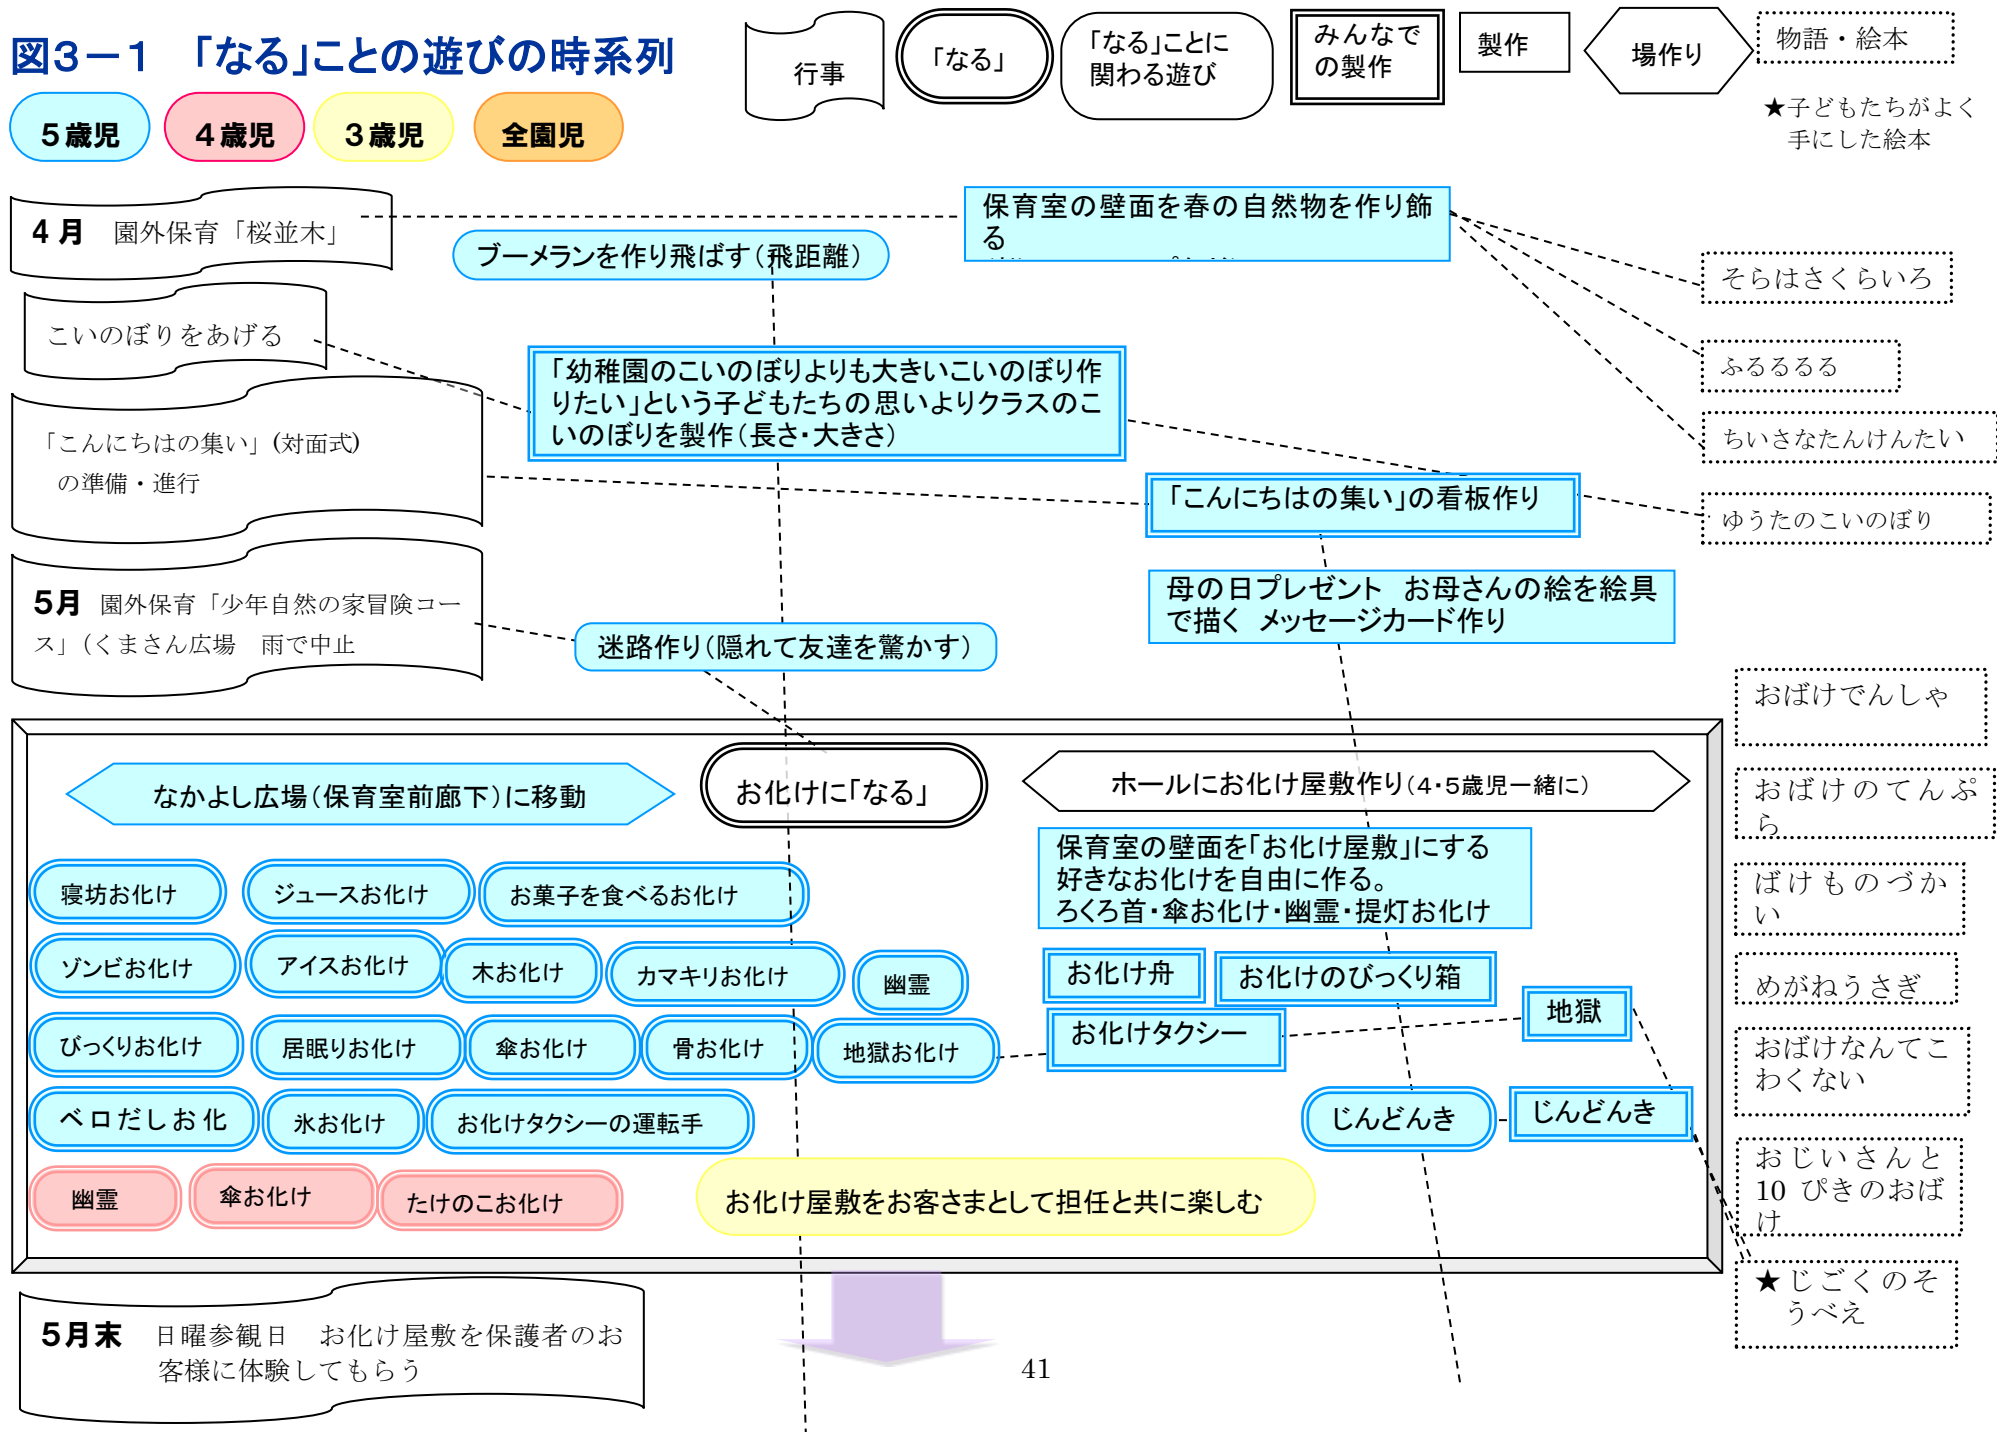 図3－1　「なる」ことの遊びの時系列
行事
「なる」
「なる」ことに
関わる遊び
みんなで
の製作
製作
場作り
物語・絵本
★子どもたちがよく
手にした絵本
5歳児
4歳児
3歳児
全園児
4月　園外保育「桜並木」
ブーメランを作り飛ばす（飛距離）
保育室の壁面を春の自然物を作り飾
る
そらはさくらいろ
こいのぼりをあげる
ふるるるる
「幼稚園のこいのぼりよりも大きいこいのぼり作
りたい」という子どもたちの思いよりクラスのこ
いのぼりを製作（長さ・大きさ）
ちいさなたんけんたい
「こんにちはの集い」（対面式）
の準備・進行
「こんにちはの集い」の看板作り
ゆうたのこいのぼり
5月　園外保育「少年自然の家冒険コー
ス」（くまさん広場　雨で中止
迷路作り（隠れて友達を驚かす）
母の日プレゼント　お母さんの絵を絵具
で描く　メッセージカード作り
おばけでんしゃ
なかよし広場（保育室前廊下）に移動
お化けに「なる」
ホールにお化け屋敷作り（4・5歳児一緒に）
おばけのてんぷ
ら
保育室の壁面を「お化け屋敷」にする
好きなお化けを自由に作る。
ろくろ首・傘お化け・幽霊・提灯お化け
寝坊お化け
ジュースお化け
お菓子を食べるお化け
ばけものづか
い
ゾンビお化け
アイスお化け
木お化け
カマキリお化け
幽霊
お化け舟
お化けのびっくり箱
地獄
めがねうさぎ
びっくりお化け
居眠りお化け
傘お化け
骨お化け
地獄お化け
お化けタクシー
おばけなんてこ
わくない
ベロだしお化
氷お化け
お化けタクシーの運転手
じんどんき
じんどんき
おじいさんと
10 ぴきのおば
け
幽霊
傘お化け
たけのこお化け
お化け屋敷をお客さまとして担任と共に楽しむ
★じごくのそ
うべえ
5月末　日曜参観日　お化け屋敷を保護者のお
客様に体験してもらう
41